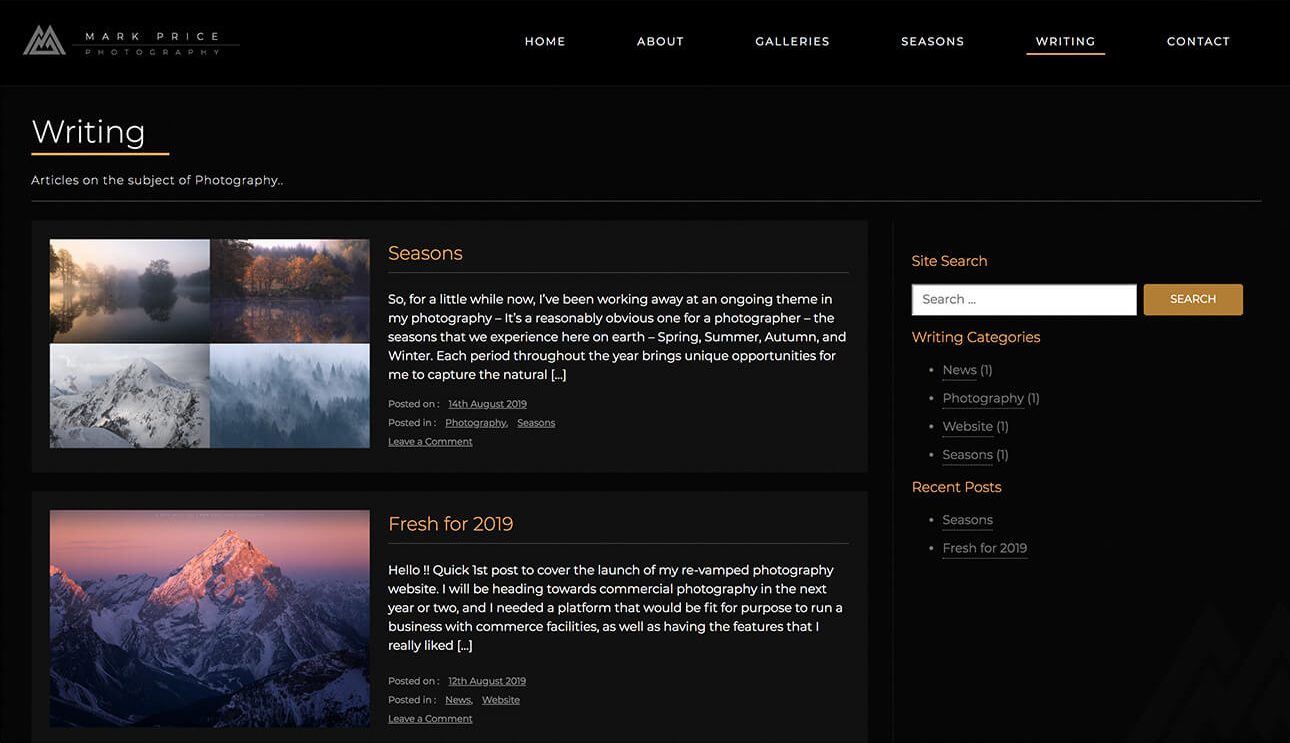 MARK PRICE
PHOTOGRAPHY
HOME ABOUT GALLERIES SEASONS WRITING CONTACT
Writing
Articles on the subject of Photography..
Seasons
So, for a little while now, I’ve been working away at an ongoing theme in
my photography – It’s a reasonably obvious one for a photographer – the
seasons that we experience here on earth – Spring, Summer, Autumn, and
Winter. Each period throughout the year brings unique opportunities for
me to capture the natural [...]
Posted on : 14th August 2019
Posted in : Photography, Seasons
Leave a Comment
Fresh for 2019
Hello !! Quick 1st post to cover the launch of my re-vamped photography
website. I will be heading towards commercial photography in the next
year or two, and I needed a platform that would be fit for purpose to run a
business with commerce facilities, as well as having the features that I
really liked [...]
Posted on : 12th August 2019
Posted in : News, Website
Leave a Comment
Site Search
Search ... SEARCH
Writing Categories
• News (1)
• Photography (1)
• Website (1)
• Seasons (1)
Recent Posts
• Seasons
• Fresh for 2019